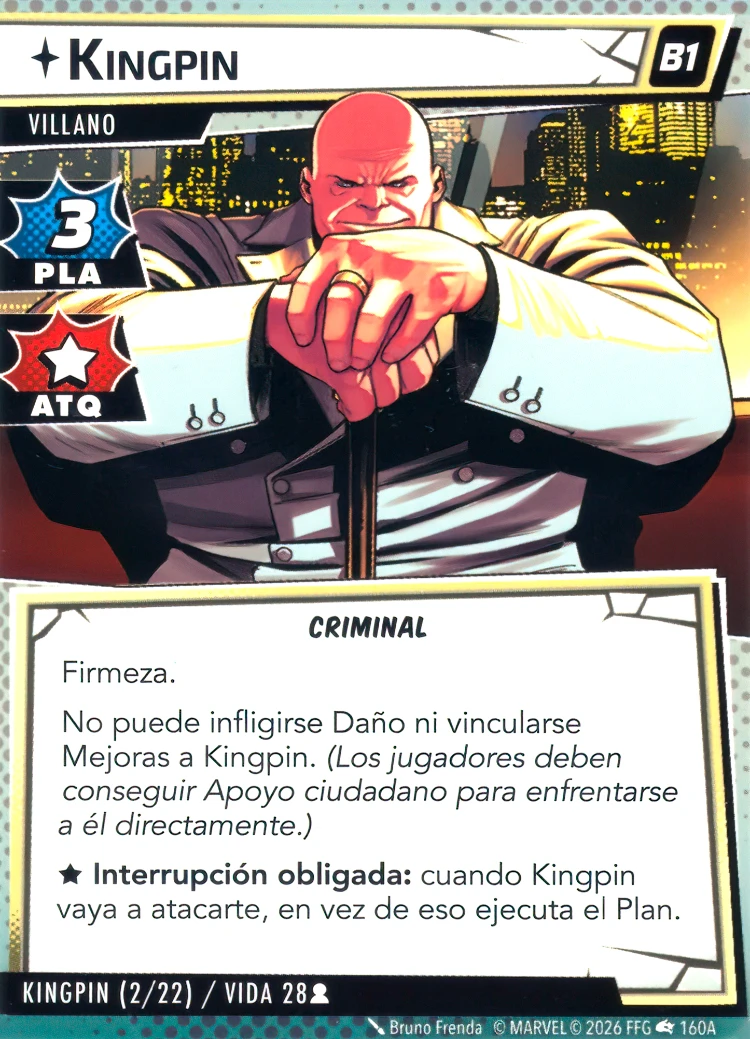 KINGPIN
B1
VILLANO
3
PLA
ATQ
CRIMINAL
Firmeza.
No puede infligirse Daño ni vincularse
Mejoras a Kingpin. (Los jugadores deben
conseguir Apoyo ciudadano para enfrentarse
a él directamente.)
★ Interrupción obligada: cuando Kingpin
vaya a atacarte, en vez de eso ejecuta el Plan.
KINGPIN (2/22) / VIDA 28
Bruno Frenda © MARVEL © 2026 FFG 160A